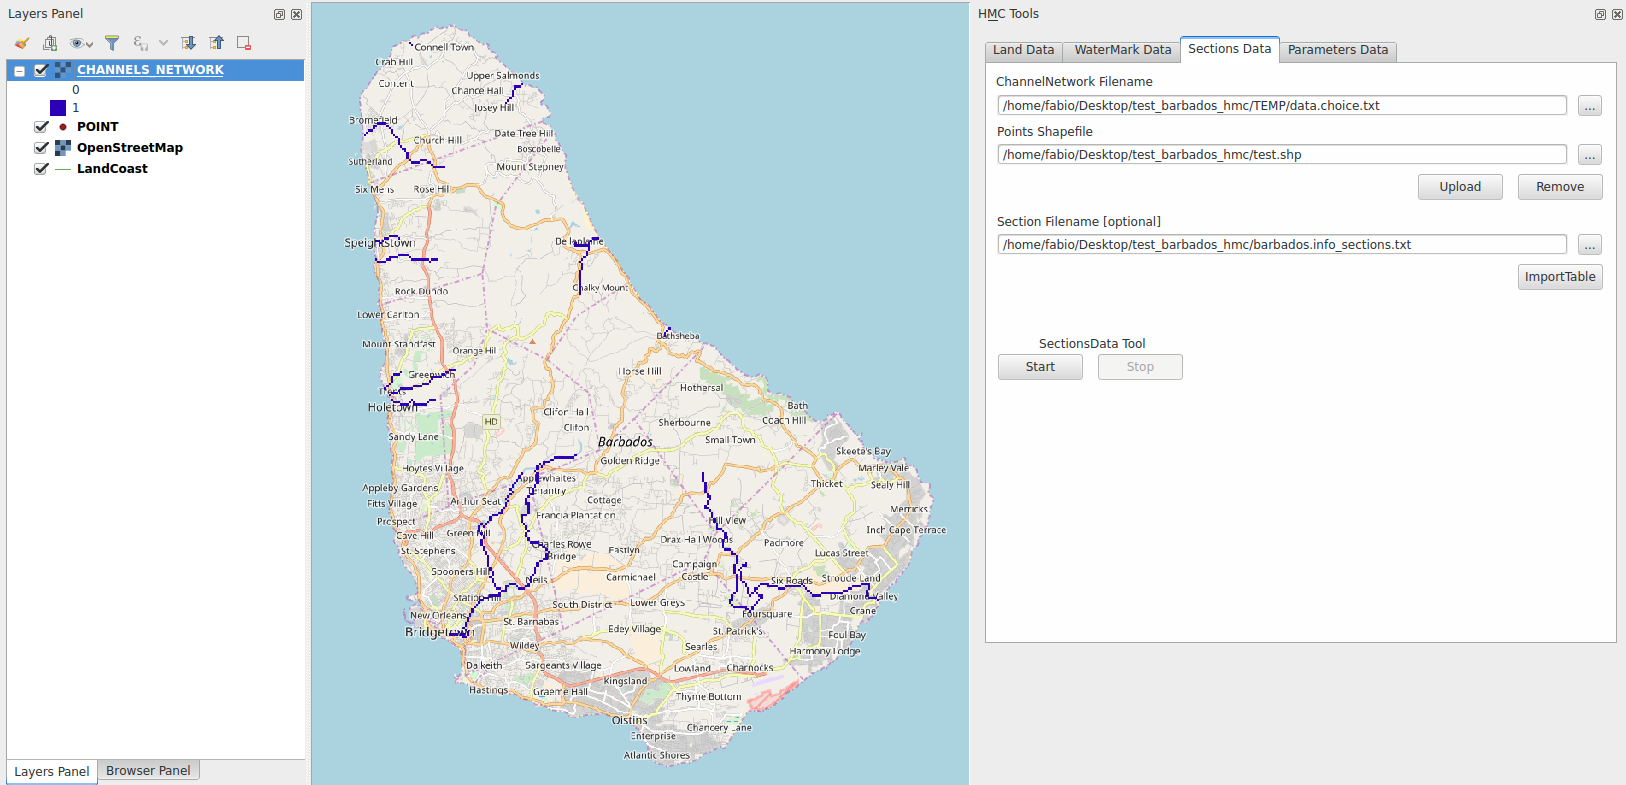 Layers Panel
CHANNELS_NETWORK
0
1
POINT
OpenStreetMap
LandCoast
Layers Panel
Browser Panel
Connell Town
Crab Hill
Upper Salmonds
Content
Chance Hall
Josey Hill
Bromefield
Church Hill
Date Tree Hill
Boscobelle
Sutherland
Mount Stepney
Six Mens
Rose Hill
Speightstown
Chalky Mount
Rock Dundo
Lower Carlton
Bathsheba
Mount Standfast
Orange Hill
Greenwich
Horse Hill
Hothersal
Holetown
Bath
Clifton Hall
Coach Hill
HD
Sherbourne
Clifton
Sandy Lane
Barbados
Small Town
Skeete's Bay
Golden Ridge
Hoytes Village
Marley Vale
Applewhaites
Thicket
Sealy Hill
Appleby Gardens
Tenantry
Arthur Seat
Cottage
Fitts Village
Merricks
Francia Plantation
Prospect
Hill View
Inch Cape Terrace
Cave Hill
Green Hill
Drax Hall Woods
Padmore
St. Stephens
Charles Rowe
Bridge
Eastlyn
Lucas Street
Campaign
Castle
Spooners Hill
Carmichael
Six Roads
Stroude Land
Neils
Station Hill
Diamond Valley
South District
Lower Greys
New Orleans
Crane
St. Barnabas
Foursquare
Bridgetown
Edey Village
St. Patrick's
Foul Bay
Wildey
Searles
Harmony Lodge
Dalkeith
Sargeants Village
Lowland
Charnocks
Kingsland
Hastings
Graeme Hall
Thyme Bottom
Oistins
Chancery Lane
Enterprise
Atlantic Shores
HMC Tools
Land Data
WaterMark Data
Sections Data
Parameters Data
ChannelNetwork Filename
/home/fabio/Desktop/test_barbados_hmc/TEMP/data.choice.txt
...
Points Shapefile
/home/fabio/Desktop/test_barbados_hmc/test.shp
...
Upload
Remove
Section Filename [optional]
/home/fabio/Desktop/test_barbados_hmc/barbados.info_sections.txt
...
ImportTable
SectionsData Tool
Start
Stop